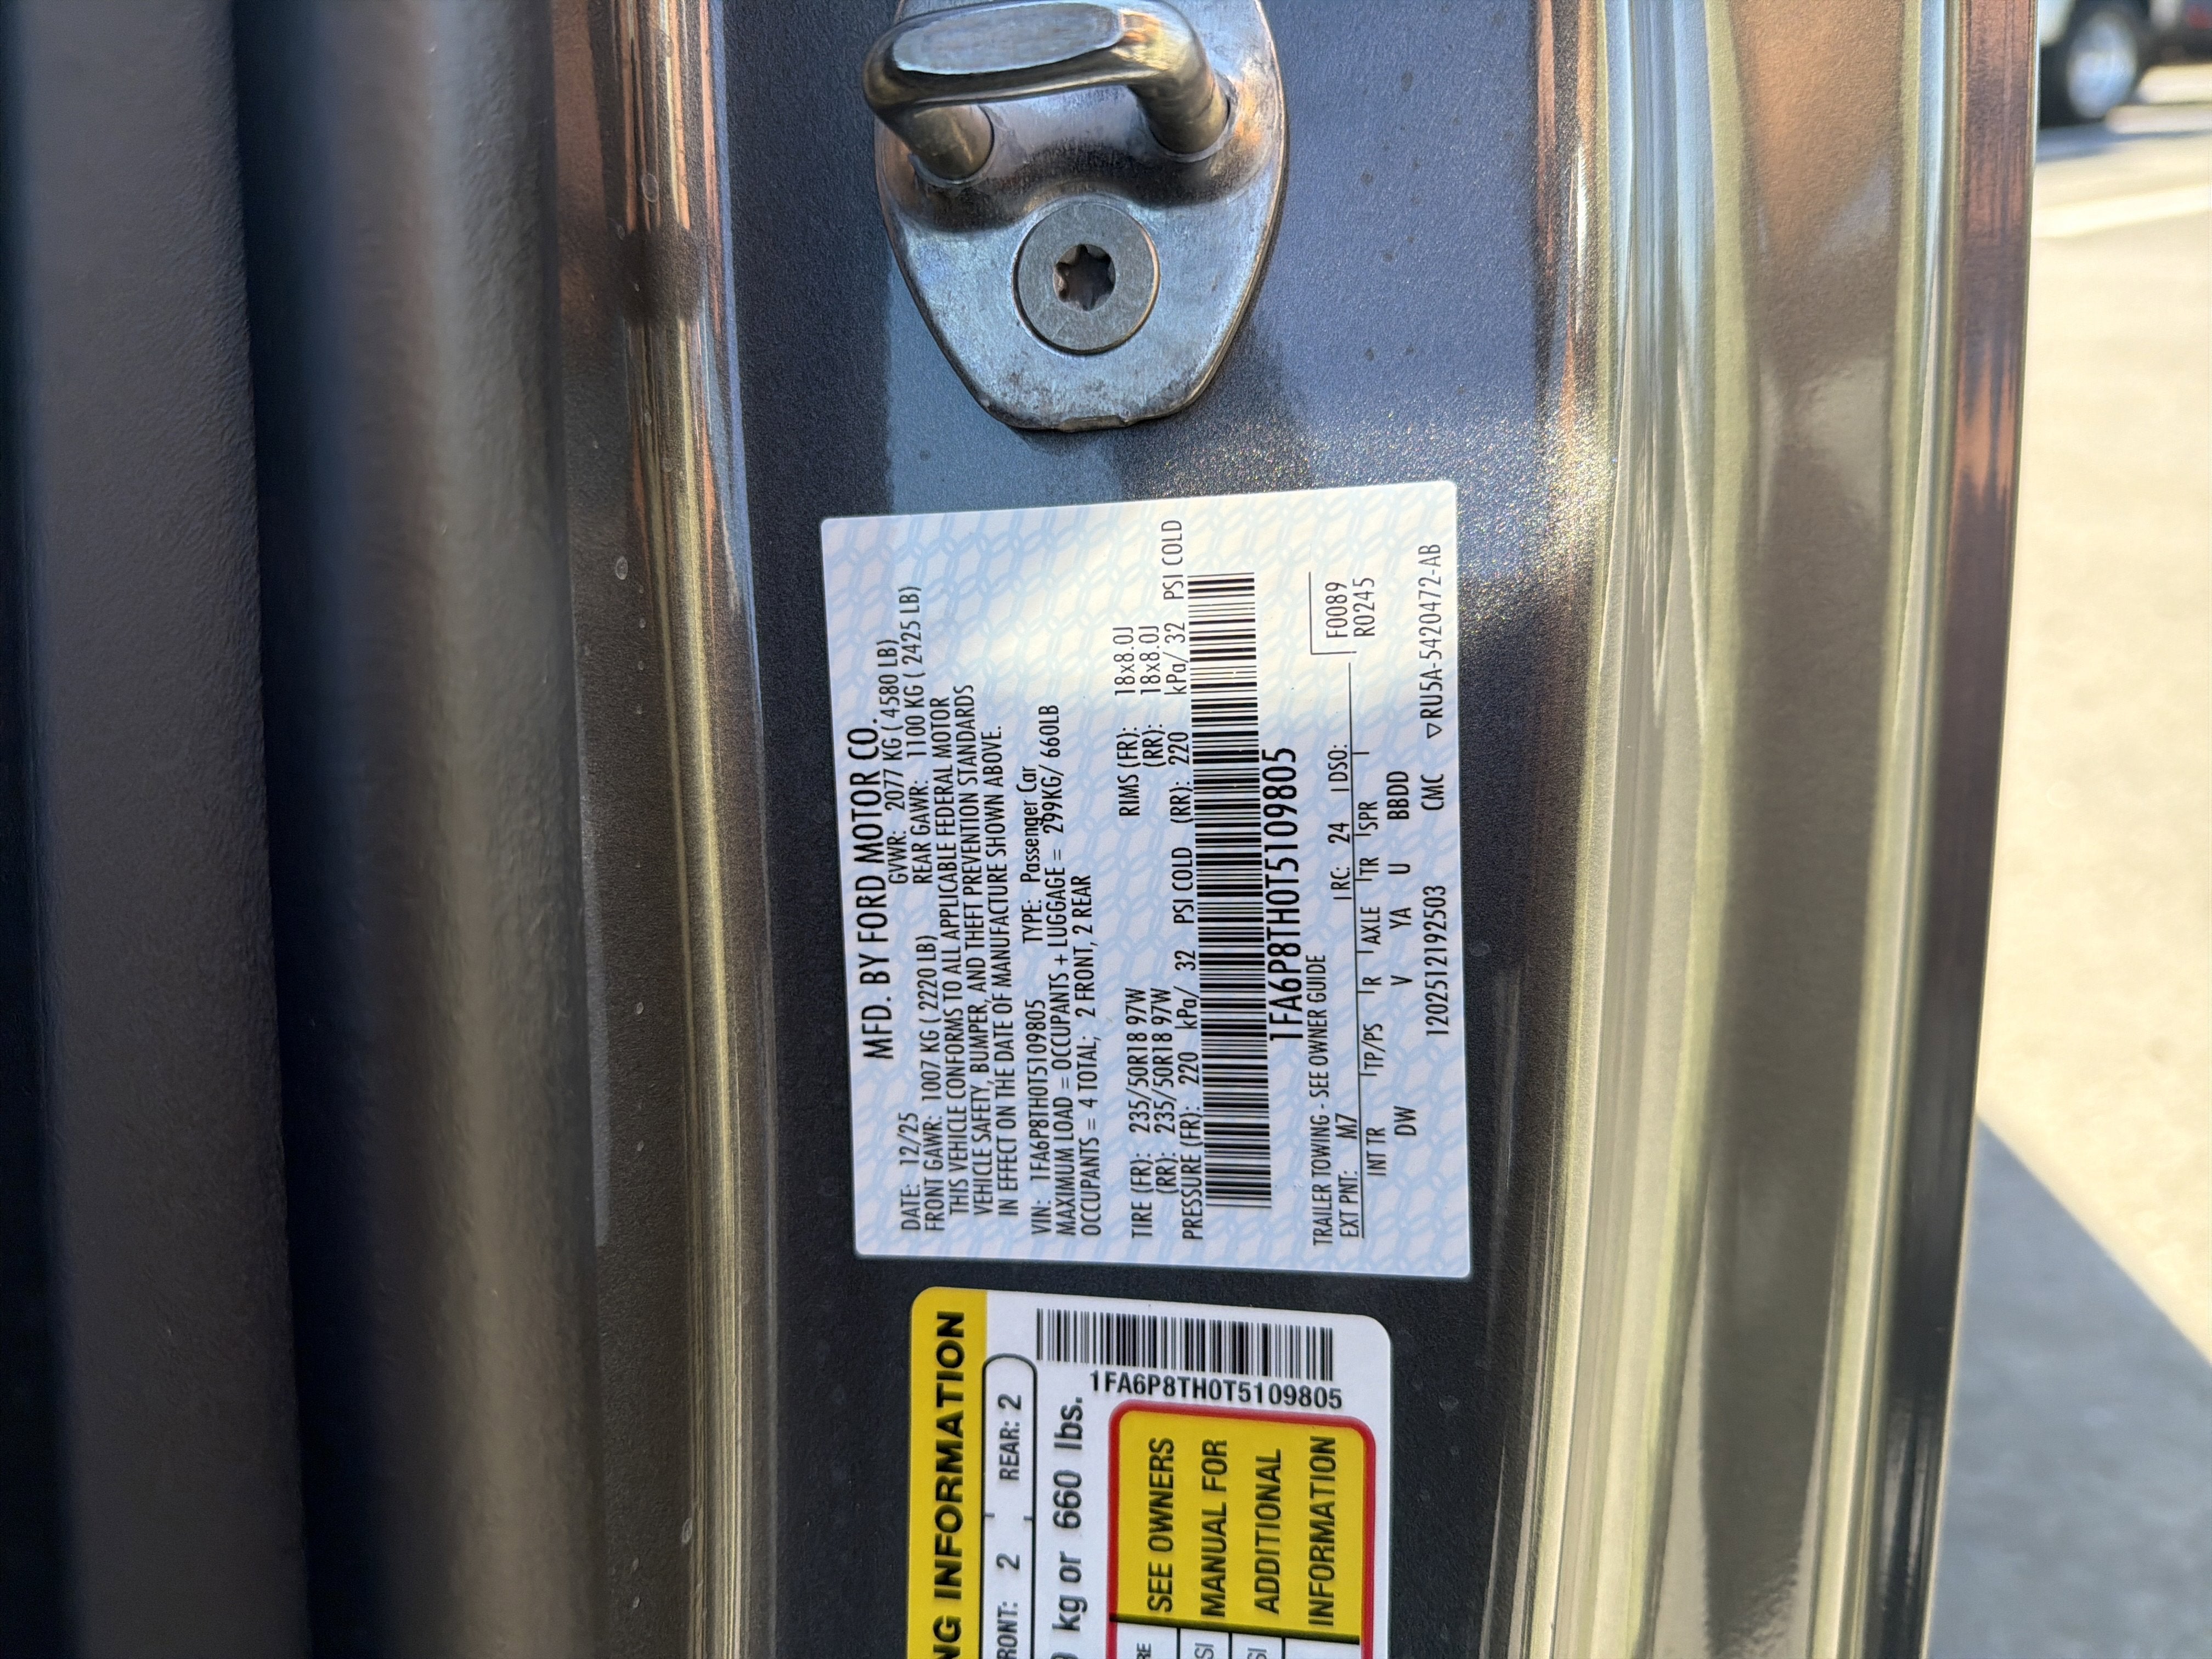 MFD. BY FORD MOTOR CO.
DATE: 12/25 GVWR: 2077 KG ( 4580 LB)
FRONT GAWR: 1007 KG ( 2220 LB) REAR GAWR: 1100 KG ( 2425 LB)
THIS VEHICLE CONFORMS TO ALL APPLICABLE FEDERAL MOTOR
VEHICLE SAFETY, BUMPER, AND THEFT PREVENTION STANDARDS
IN EFFECT ON THE DATE OF MANUFACTURE SHOWN ABOVE.
VIN: 1FA6P8TH0T5109805 TYPE: Passenger Car
MAXIMUM LOAD = OCCUPANTS + LUGGAGE = 299KG/ 660LB
OCCUPANTS = 4 TOTAL; 2 FRONT, 2 REAR
TIRE (FR): 235/50R18 97W RIMS (FR): 18x8.0J
(RR): 235/50R18 97W (RR): 18x8.0J
PRESSURE (FR): 220 kPa/ 32 PSI COLD (RR): 220 kPa/ 32 PSI COLD
1FA6P8TH0T5109805
TRAILER TOWING - SEE OWNER GUIDE
F0089
EXT PNT: M7 RC: 24 DSO: R0245
INT TR TP/PS R AXLE TR SPR
DW V YA U BBDD
1202512192503 CMC ▽RU5A-5420472-AB
NG INFORMATION
RONT: 2 REAR: 2
kg or 660 lbs.
1FA6P8TH0T5109805
SEE OWNERS
MANUAL FOR
ADDITIONAL
INFORMATION
RE
SI
SI